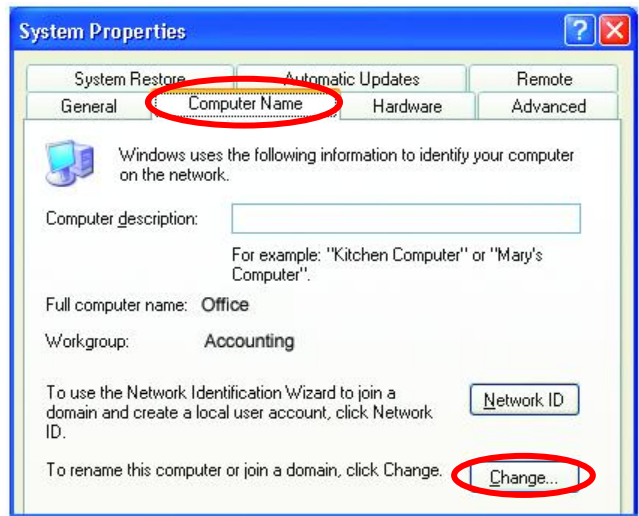 System Properties
System Restore Automatic Updates Remote
General Computer Name Hardware Advanced
Windows uses the following information to identify your computer
on the network.
Computer description:
For example: "Kitchen Computer" or "Mary's
Computer".
Full computer name: Office
Workgroup: Accounting
To use the Network Identification Wizard to join a
domain and create a local user account, click Network
ID.
Network ID
To rename this computer or join a domain, click Change.
Change...